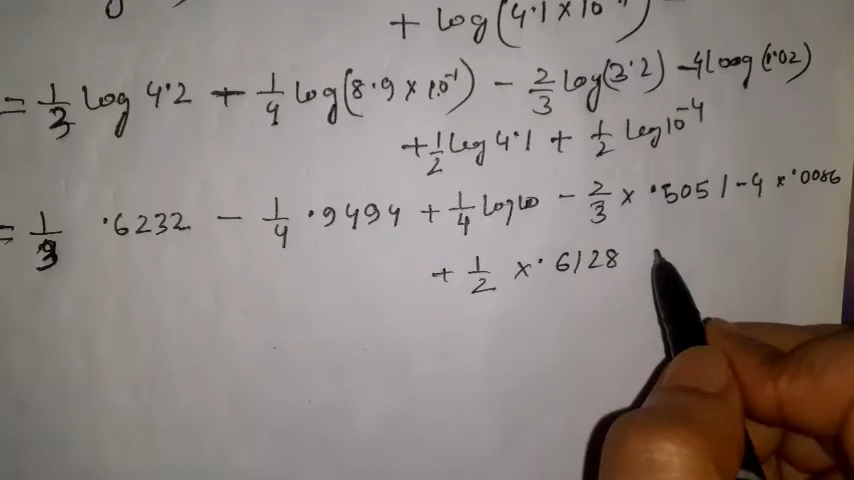 + log(4.1 × 10
= 1/3 log 4.2 + 1/4 log(8.9 × 10⁻¹) − 2/3 log(3.2) − 4 loog(1.02)
+ 1/2 log 4.1 + 1/2 log 10⁻⁴
= 1/3 .6232 − 1/4 .9494 + 1/4 log 10 − 2/3 × .5051 − 4 × .0086
+ 1/2 × .6128